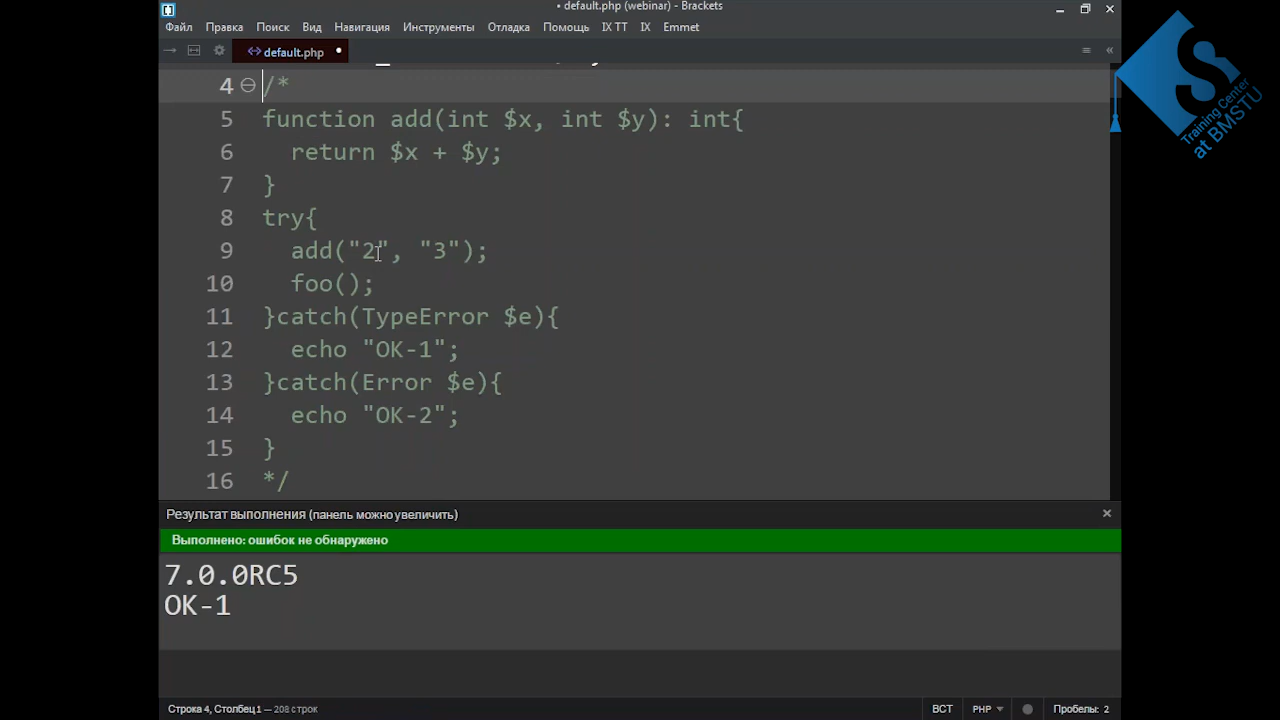 • default.php (webinar) - Brackets
Файл Правка Поиск Вид Навигация Инструменты Отладка Помощь IX TT IX Emmet
<> default.php •
4 /*
5 function add(int $x, int $y): int{
6 return $x + $y;
7 }
8 try{
9 add("2", "3");
10 foo();
11 }catch(TypeError $e){
12 echo "OK-1";
13 }catch(Error $e){
14 echo "OK-2";
15 }
16 */
Результат выполнения (панель можно увеличить)
Выполнено: ошибок не обнаружено
7.0.0RC5
OK-1
Строка 4, Столбец 1 — 208 строк ВСТ PHP Пробелы: 2
S
Training Center
at BMSTU